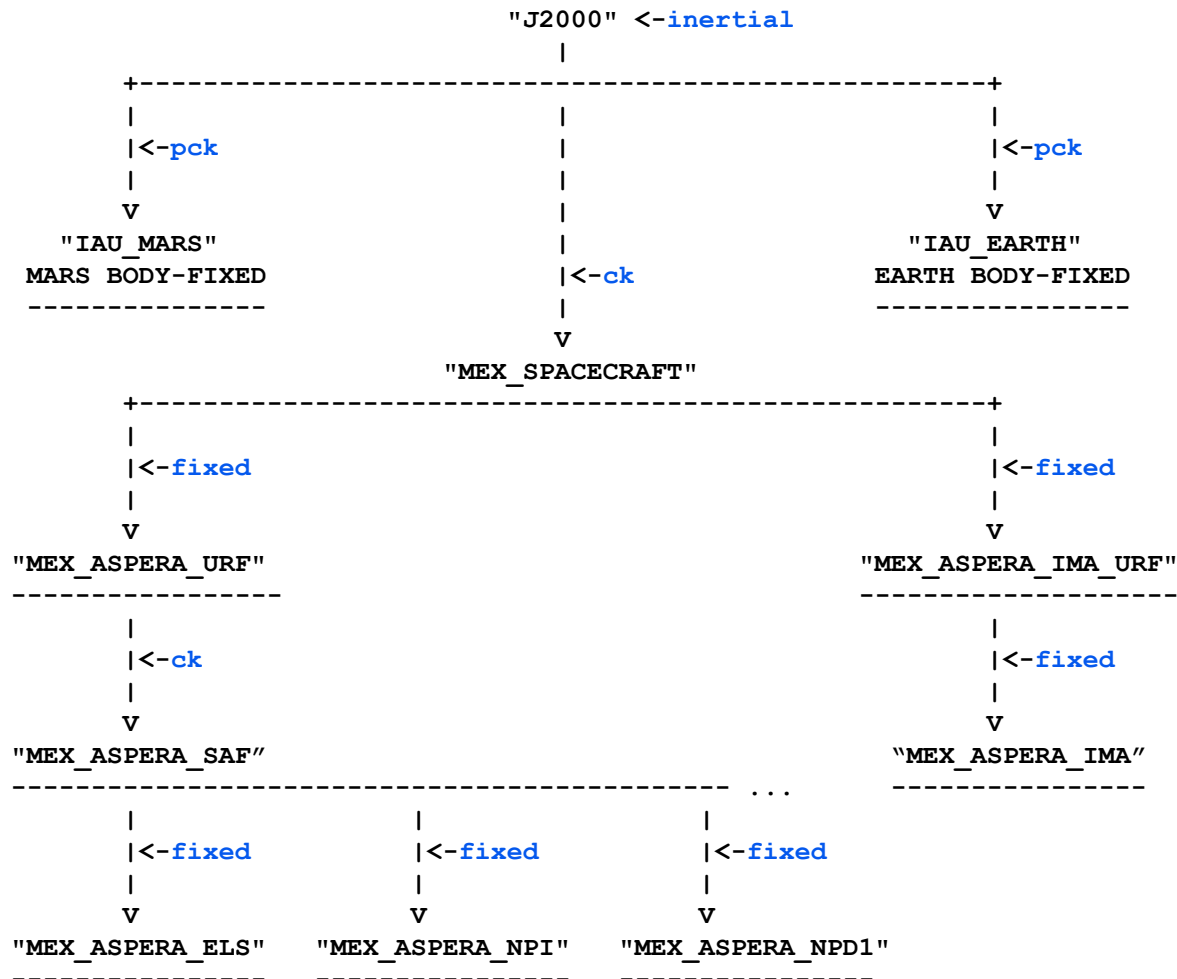 "J2000" <-inertial
|
+-----------------------------------------------------+
| | |
|<-pck | |<-pck
| | |
V | V
"IAU_MARS" | "IAU_EARTH"
MARS BODY-FIXED |<-ck EARTH BODY-FIXED
--------------- | ----------------
V
"MEX_SPACECRAFT"
+-----------------------------------------------------+
| |
|<-fixed |<-fixed
| |
V V
"MEX_ASPERA_URF" "MEX_ASPERA_IMA_URF"
----------------- --------------------
| |
|<-ck |<-fixed
| |
V V
"MEX_ASPERA_SAF” “MEX_ASPERA_IMA”
--------------------------------------------- ... ----------------
| | |
|<-fixed |<-fixed |<-fixed
| | |
V V V
"MEX_ASPERA_ELS" "MEX_ASPERA_NPI" "MEX_ASPERA_NPD1"
---------------- ---------------- ----------------